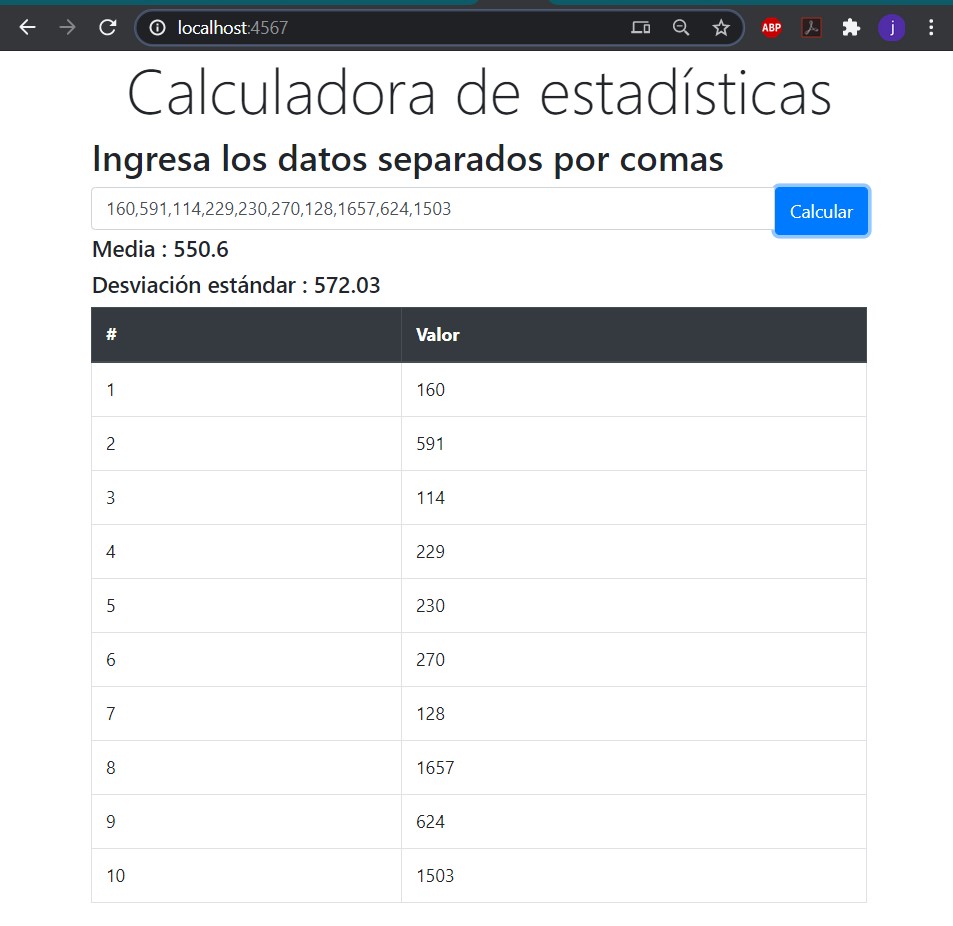 localhost:4567
ABP
j
Calculadora de estadísticas
Ingresa los datos separados por comas
160,591,114,229,230,270,128,1657,624,1503
Calcular
Media : 550.6
Desviación estándar : 572.03
# Valor
1 160
2 591
3 114
4 229
5 230
6 270
7 128
8 1657
9 624
10 1503